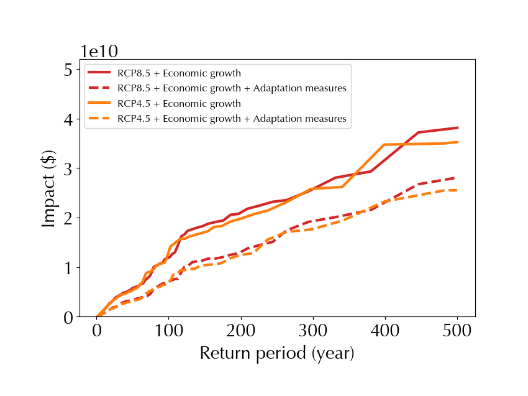 1e10
5
4
3
2
1
0
Impact ($)
RCP8.5 + Economic growth
RCP8.5 + Economic growth + Adaptation measures
RCP4.5 + Economic growth
RCP4.5 + Economic growth + Adaptation measures
0 100 200 300 400 500
Return period (year)